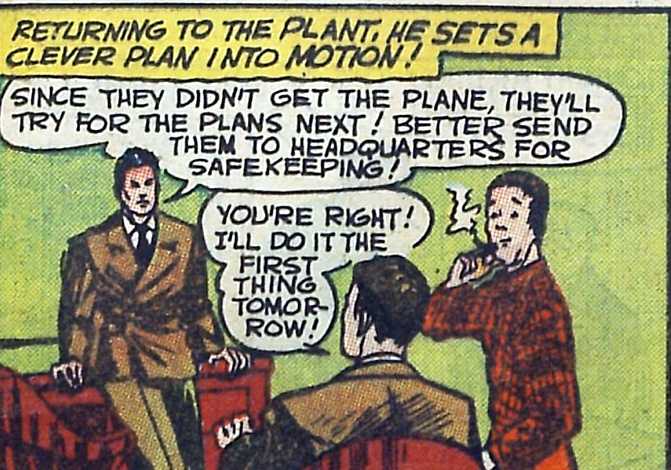 RETURNING TO THE PLANT, HE SETS A
CLEVER PLAN INTO MOTION!
SINCE THEY DIDN'T GET THE PLANE, THEY'LL
TRY FOR THE PLANS NEXT! BETTER SEND
THEM TO HEADQUARTERS FOR
SAFEKEEPING!
YOU'RE RIGHT!
I'LL DO IT THE
FIRST
THING
TOMOR-
ROW!